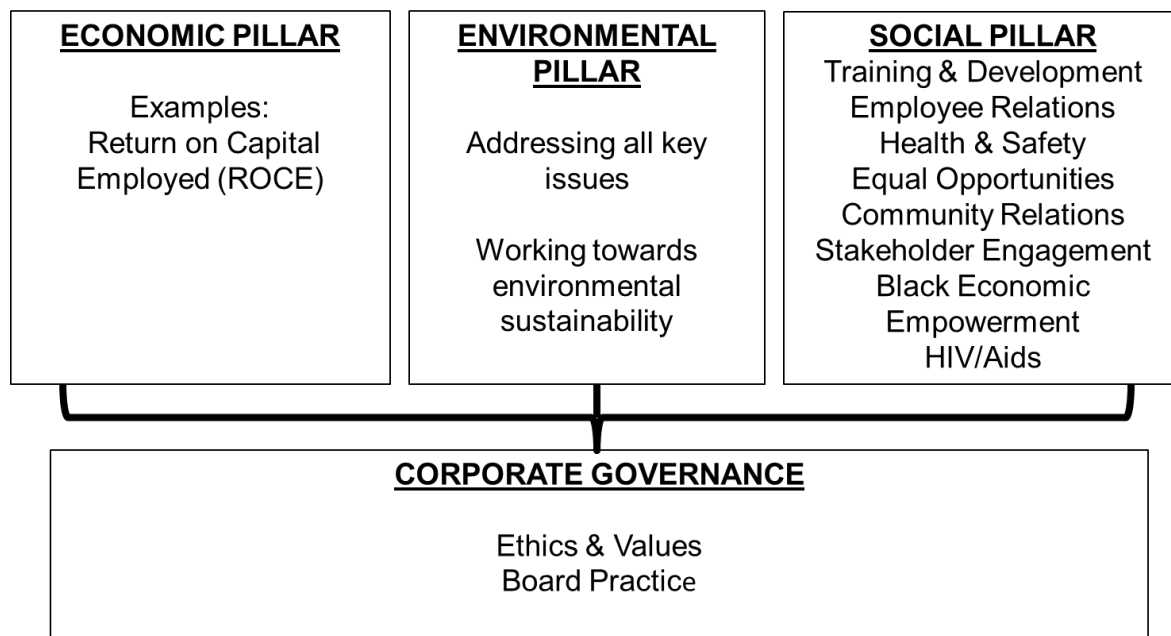 ECONOMIC PILLAR
Examples:
Return on Capital
Employed (ROCE)
ENVIRONMENTAL
PILLAR
Addressing all key
issues
Working towards
environmental
sustainability
SOCIAL PILLAR
Training & Development
Employee Relations
Health & Safety
Equal Opportunities
Community Relations
Stakeholder Engagement
Black Economic
Empowerment
HIV/Aids
CORPORATE GOVERNANCE
Ethics & Values
Board Practice